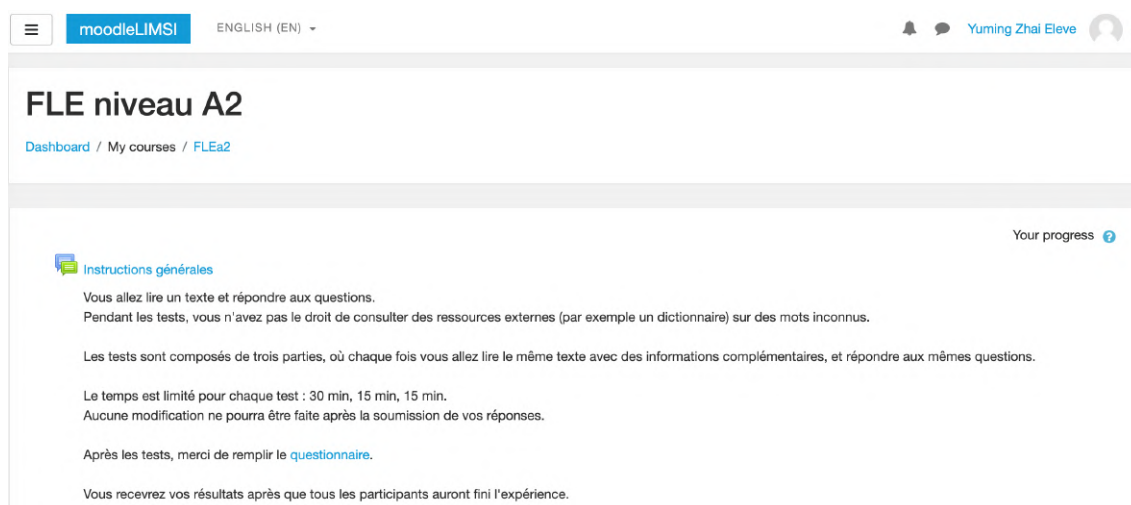 moodleLIMSI ENGLISH (EN) Yuming Zhai Eleve
FLE niveau A2
Dashboard / My courses / FLEa2
Your progress
Instructions générales
Vous allez lire un texte et répondre aux questions.
Pendant les tests, vous n'avez pas le droit de consulter des ressources externes (par exemple un dictionnaire) sur des mots inconnus.
Les tests sont composés de trois parties, où chaque fois vous allez lire le même texte avec des informations complémentaires, et répondre aux mêmes questions.
Le temps est limité pour chaque test : 30 min, 15 min, 15 min.
Aucune modification ne pourra être faite après la soumission de vos réponses.
Après les tests, merci de remplir le questionnaire.
Vous recevrez vos résultats après que tous les participants auront fini l'expérience.